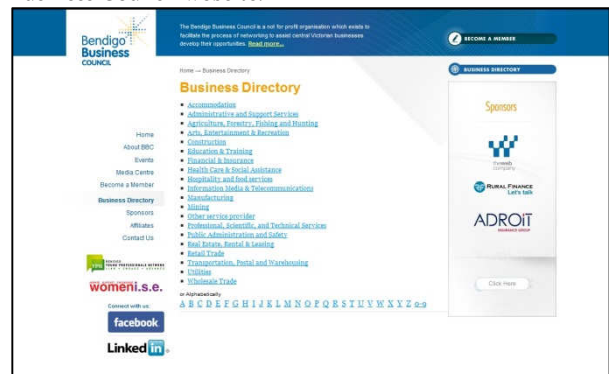 Bendigo
Business
COUNCIL
The Bendigo Business Council is a not for profit organisation which exists to
facilitate the process of networking to assist central Victorian businesses
develop their opportunities. Read more...
BECOME A MEMBER
BUSINESS DIRECTORY
Home → Business Directory
Business Directory
Accommodation
Administrative and Support Services
Agriculture, Forestry, Fishing and Hunting
Arts, Entertainment & Recreation
Construction
Education & Training
Financial & Insurance
Health Care & Social Assistance
Hospitality and food services
Information Media & Telecommunications
Manufacturing
Mining
Other service provider
Professional, Scientific, and Technical Services
Public Administration and Safety
Real Estate, Rental & Leasing
Retail Trade
Transportation, Postal and Warehousing
Utilities
Wholesale Trade
or Alphabetically
A B C D E F G H I J K L M N O P Q R S T U V W X Y Z 0-9
Home
About BBC
Events
Media Centre
Become a Member
Business Directory
Sponsors
Affiliates
Contact Us
YOUNG PROFESSIONALS NETWORK
womeni.s.e.
Connect with us:
facebook
Linked in
Sponsors
theweb
company
RURAL FINANCE
Let's talk
ADROIT
INSURANCE GROUP
Click Here